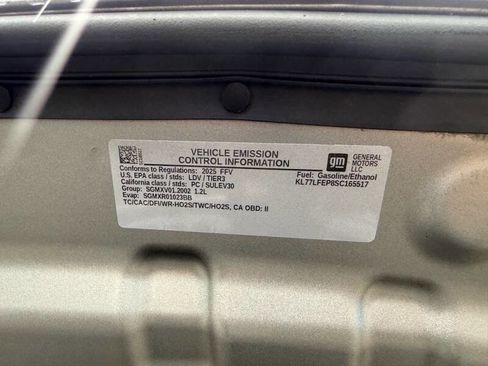 VEHICLE EMISSION
CONTROL INFORMATION
gm
GENERAL
MOTORS
LLC
Conforms to Regulations: 2025 FFV
Fuel: Gasoline/Ethanol
U.S. EPA class / stds: LDV / TIER3
KL77LFEP8SC165517
California class / stds: PC / SULEV30
Group: SGMXV01.2002 1.2L
Evap: SGMXR01023BB
TC/CAC/DFI/WR-HO2S/TWC/HO2S, CA OBD: II